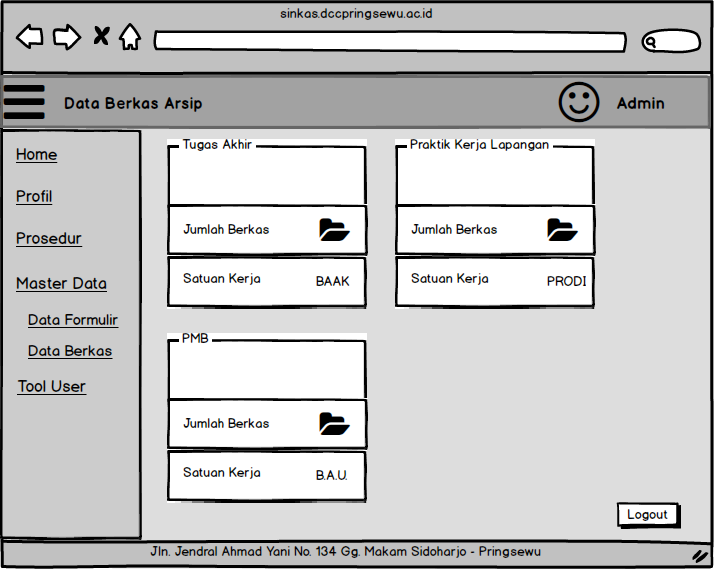 sinkas.dccpringsewu.ac.id
Data Berkas Arsip
Admin
Home
Profil
Prosedur
Master Data
Data Formulir
Data Berkas
Tool User
Tugas Akhir
Jumlah Berkas
Satuan Kerja BAAK
Praktik Kerja Lapangan
Jumlah Berkas
Satuan Kerja PRODI
PMB
Jumlah Berkas
Satuan Kerja B.A.U.
Logout
Jln. Jendral Ahmad Yani No. 134 Gg. Makam Sidoharjo - Pringsewu